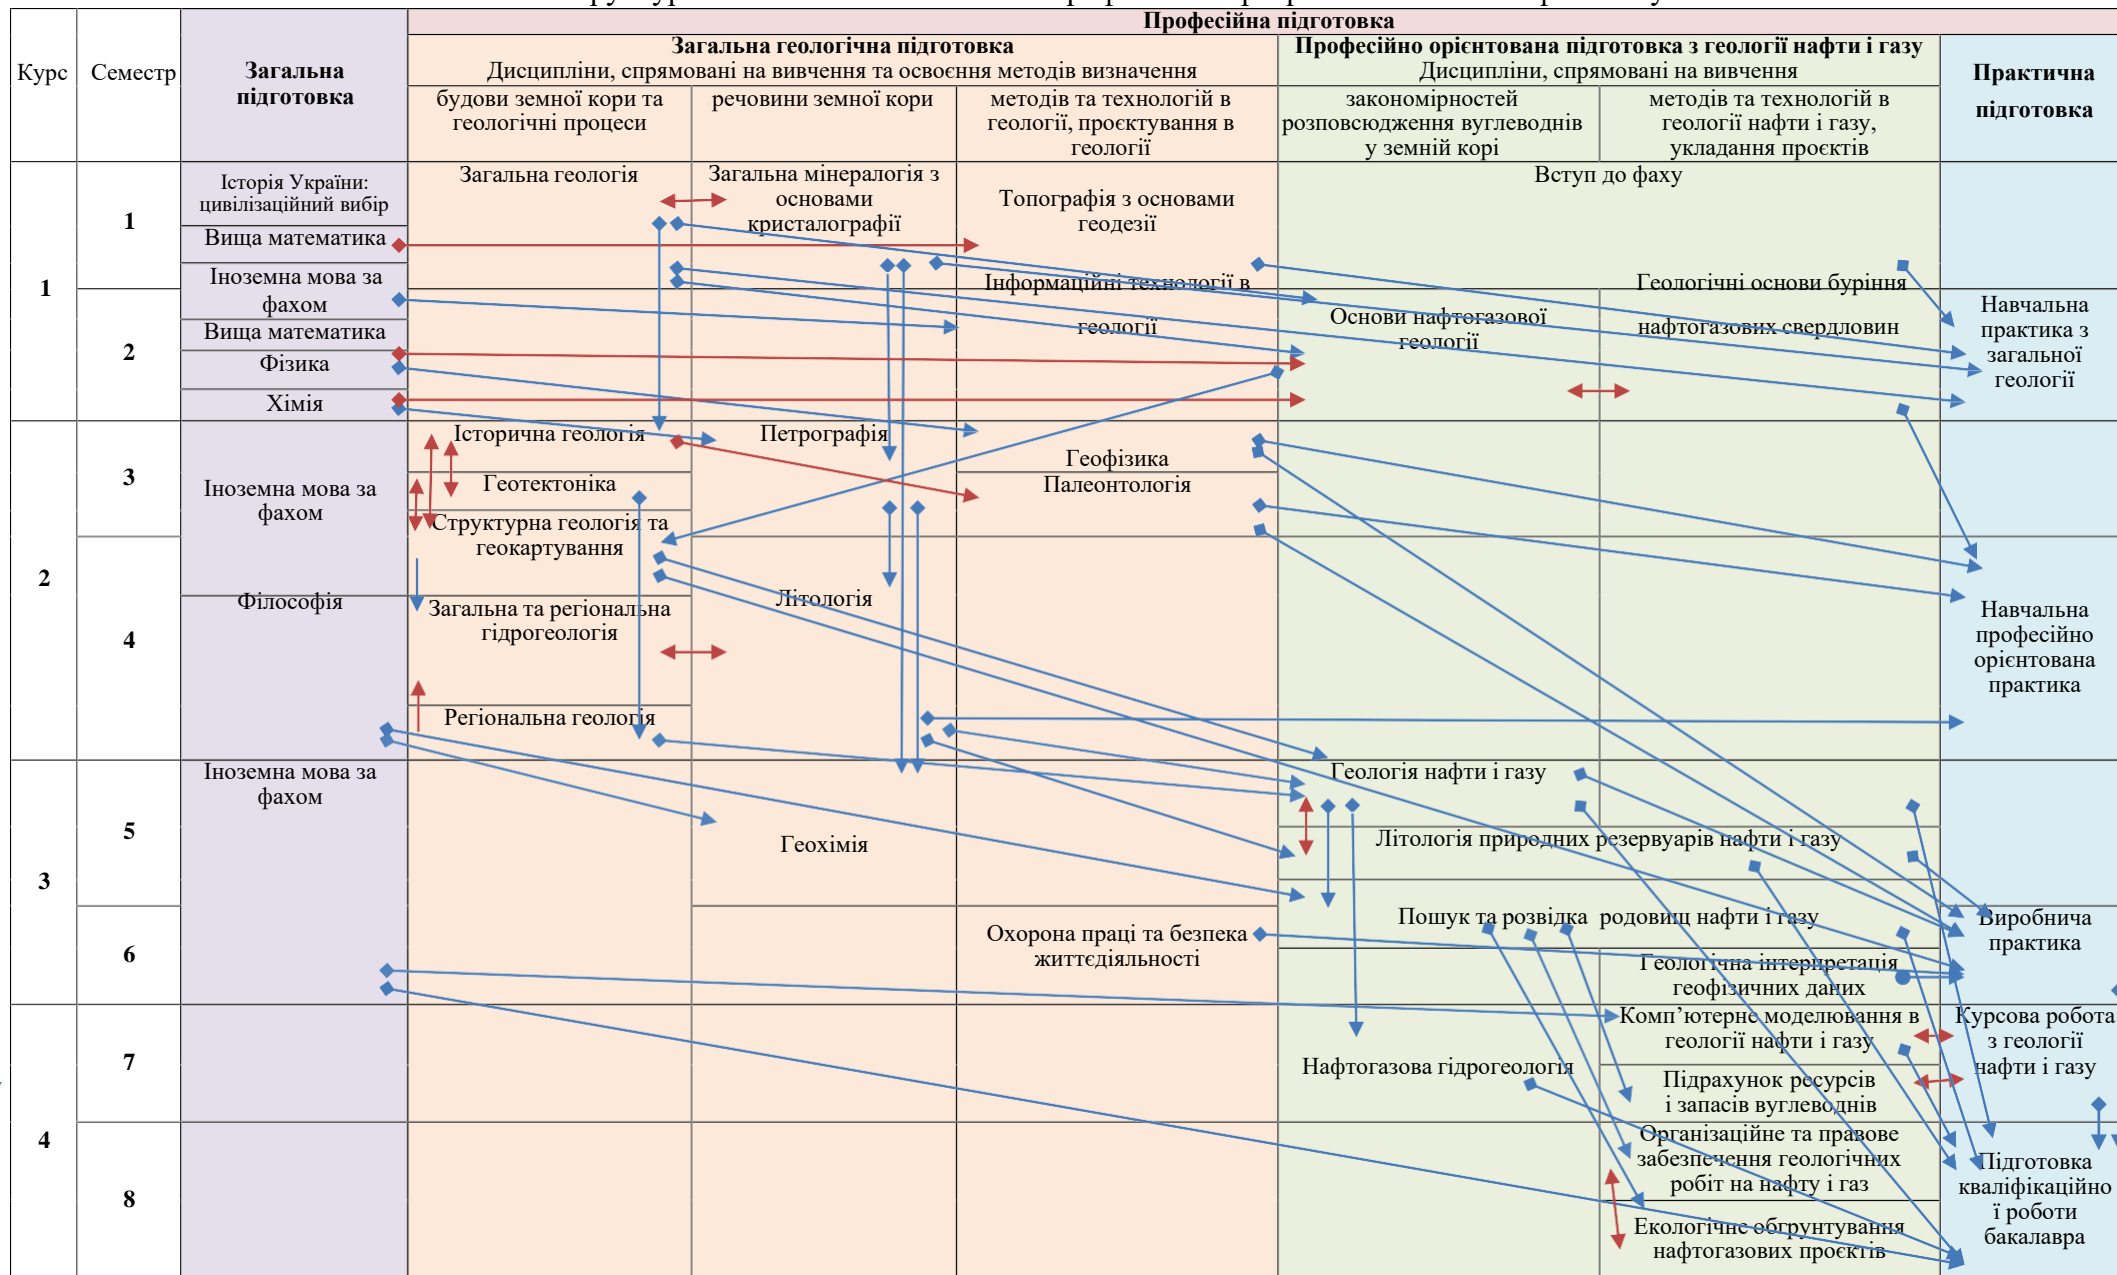 Професійна підготовка
Курс
Семестр
Загальна
підготовка
Загальна геологічна підготовка
Дисципліни, спрямовані на вивчення та освоєння методів визначення
Професійно орієнтована підготовка з геології нафти і газу
Дисципліни, спрямовані на вивчення
Практична
підготовка
будови земної кори та
геологічні процеси
речовини земної кори
методів та технологій в
геології, проєктування в
геології
закономірностей
розповсюдження вуглеводнів
у земній корі
методів та технологій в
геології нафти і газу,
укладання проєктів
1
1
Історія України:
цивілізаційний вибір
Вища математика
Іноземна мова за
фахом
Загальна геологія
Загальна мінералогія з
основами
кристалографії
Топографія з основами
геодезії
Вступ до фаху
2
Вища математика
Фізика
Хімія
Інформаційні технології в
геології
Основи нафтогазової
геології
Геологічні основи буріння
нафтогазових свердловин
Навчальна
практика з
загальної
геології
2
3
Іноземна мова за
фахом
Історична геологія
Геотектоніка
Структурна геологія та
геокартування
Петрографія
Геофізика
Палеонтологія
4
Філософія
Загальна та регіональна
гідрогеологія
Регіональна геологія
Літологія
Навчальна
професійно
орієнтована
практика
3
5
Іноземна мова за
фахом
Геохімія
Геологія нафти і газу
Літологія природних резервуарів нафти і газу
6
Охорона праці та безпека
життєдіяльності
Пошук та розвідка родовищ нафти і газу
Геологічна інтерпретація
геофізичних даних
Виробнича
практика
4
7
Нафтогазова гідрогеологія
Комп’ютерне моделювання в
геології нафти і газу
Підрахунок ресурсів
і запасів вуглеводнів
Курсова робота
з геології
нафти і газу
8
Організаційне та правове
забезпечення геологічних
робіт на нафту і газ
Екологічне обгрунтування
нафтогазових проєктів
Підготовка
кваліфікаційно
ї роботи
бакалавра